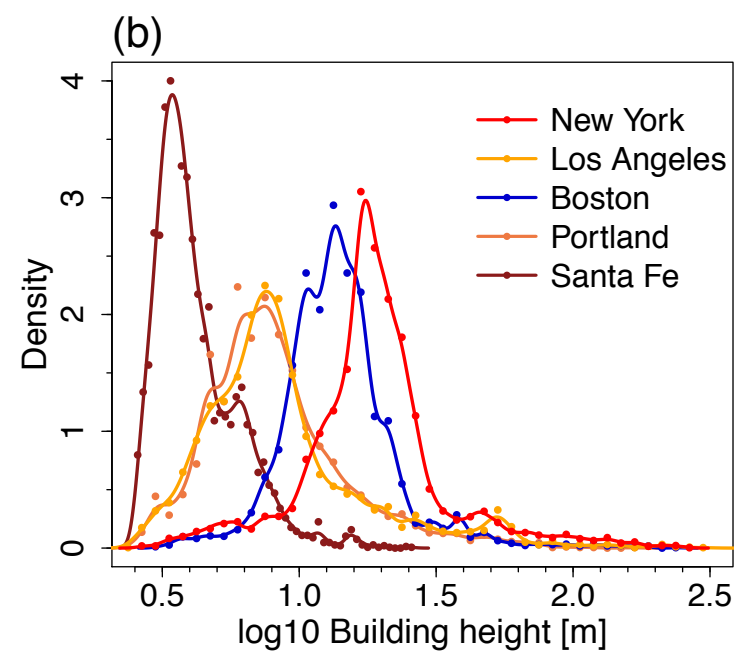 (b)
4
3
2
1
0
Density
New York
Los Angeles
Boston
Portland
Santa Fe
0.5 1.0 1.5 2.0 2.5
log10 Building height [m]